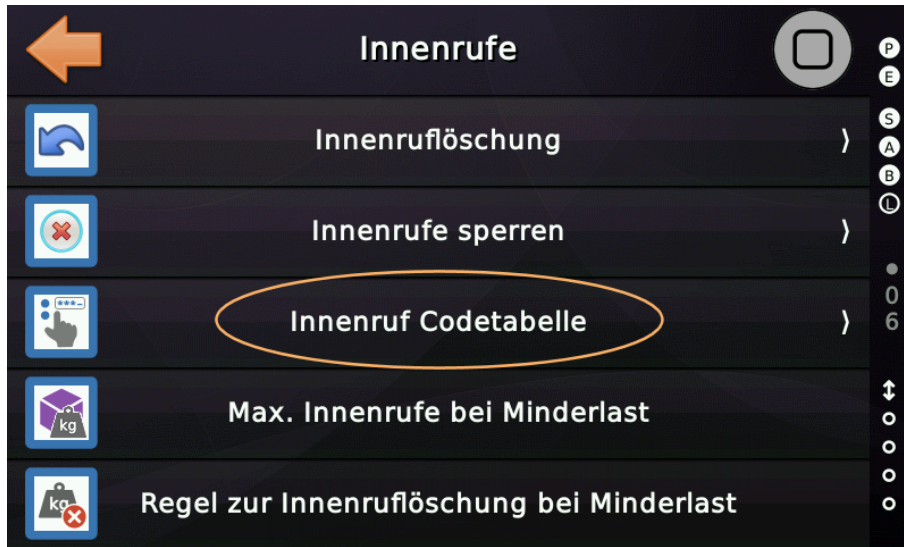 Innenrufe
Innenruflöschung
Innenrufe sperren
***–
Innenruf Codetabelle
kg
Max. Innenrufe bei Minderlast
kg
Regel zur Innenruflöschung bei Minderlast
P
E
S
A
B
L
0
6